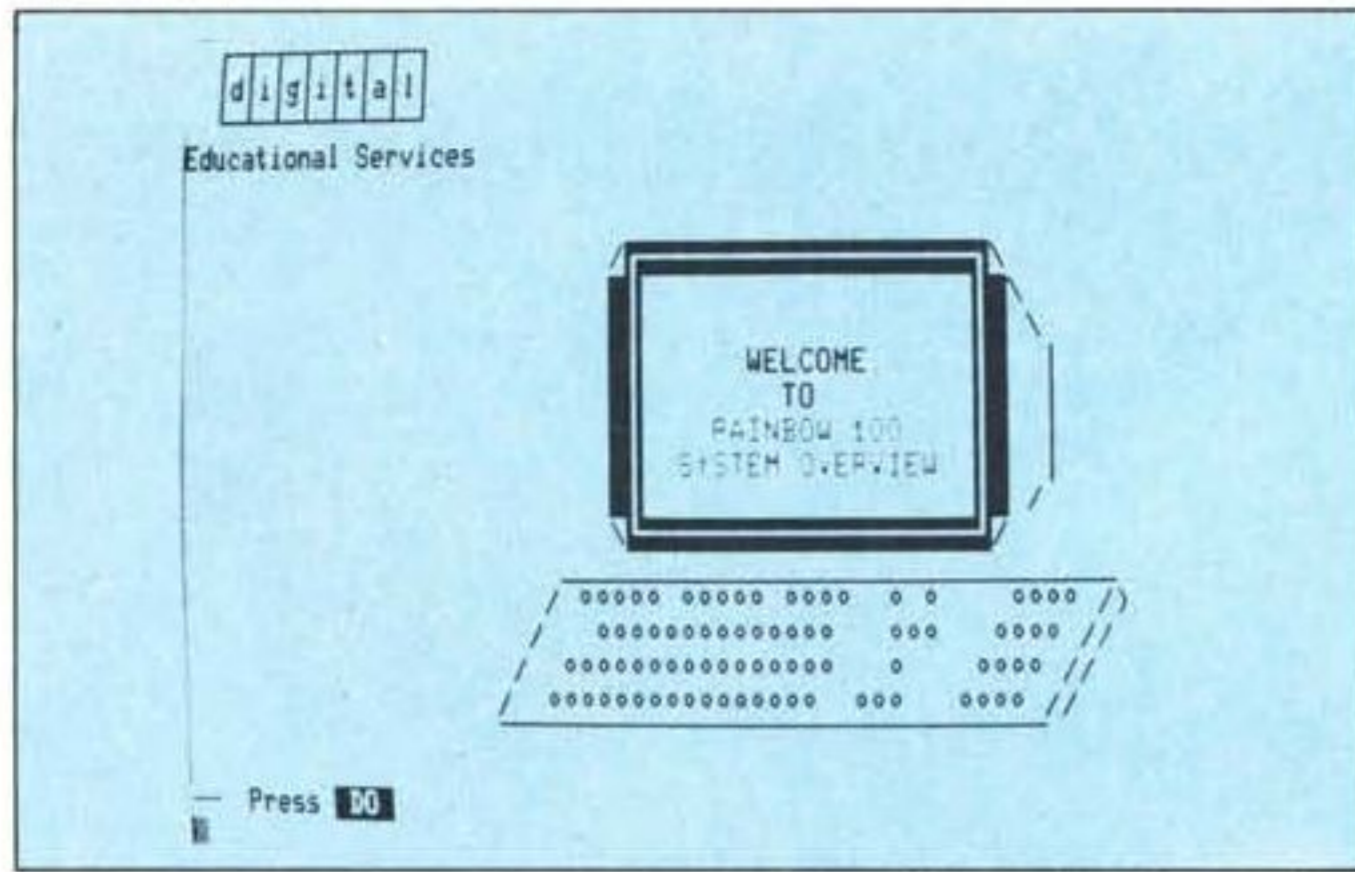 digital
Educational Services
WELCOME
TO
RAINBOW 100
SYSTEM OVERVIEW
Press DO